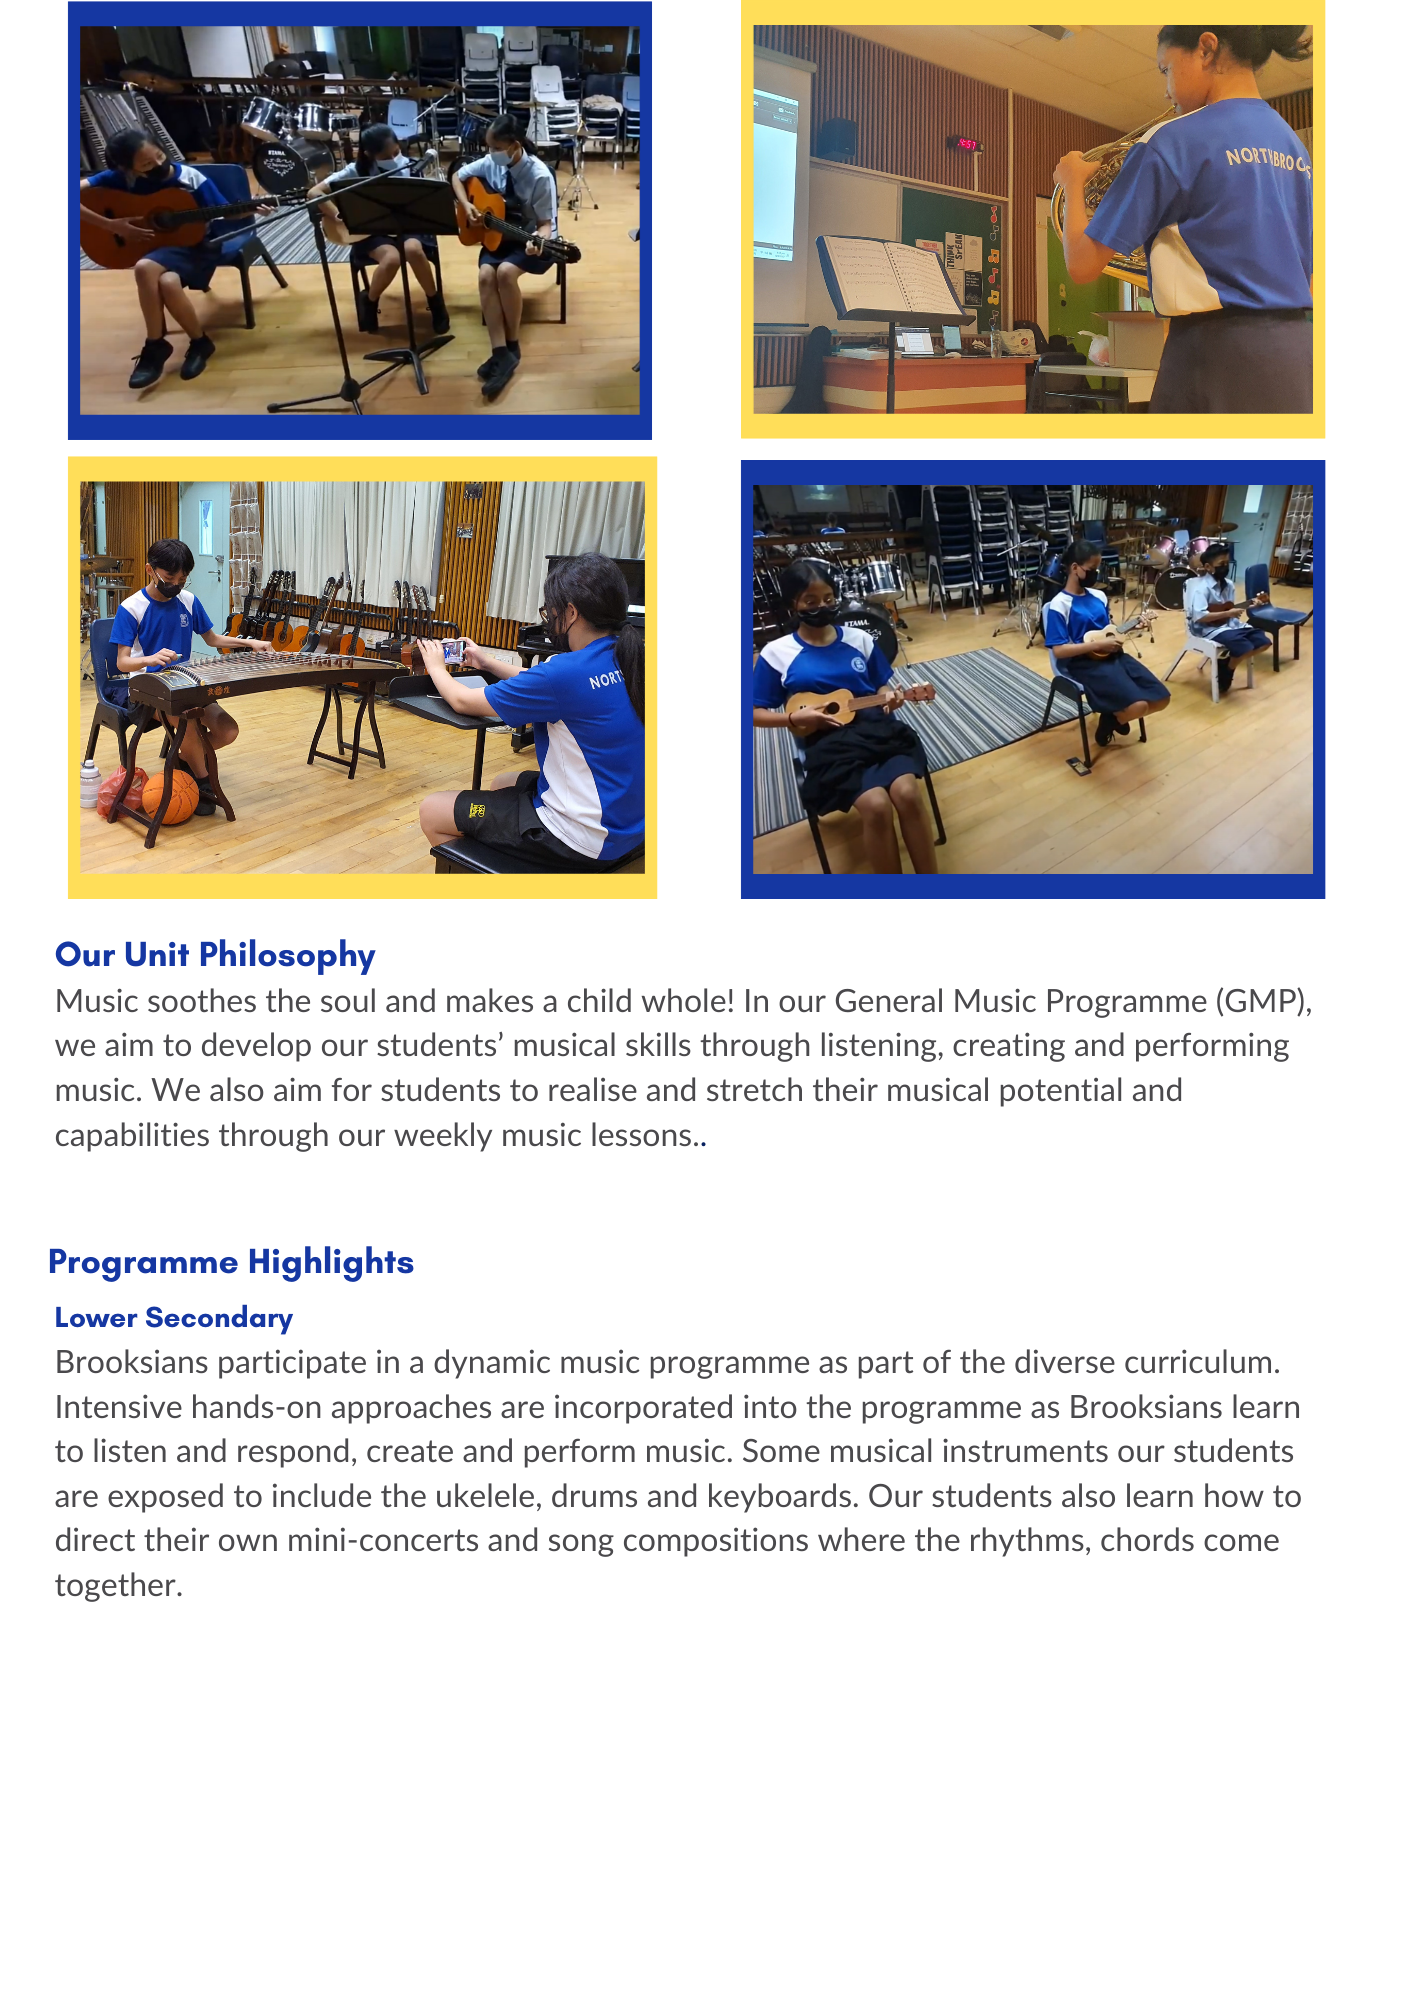 TAMA
NORTHBROOKS
THINK
SPEAK
NORT
TAMA
Our Unit Philosophy
Music soothes the soul and makes a child whole! In our General Music Programme (GMP),
we aim to develop our students’ musical skills through listening, creating and performing
music. We also aim for students to realise and stretch their musical potential and
capabilities through our weekly music lessons..
Programme Highlights
Lower Secondary
Brooksians participate in a dynamic music programme as part of the diverse curriculum.
Intensive hands-on approaches are incorporated into the programme as Brooksians learn
to listen and respond, create and perform music. Some musical instruments our students
are exposed to include the ukelele, drums and keyboards. Our students also learn how to
direct their own mini-concerts and song compositions where the rhythms, chords come
together.